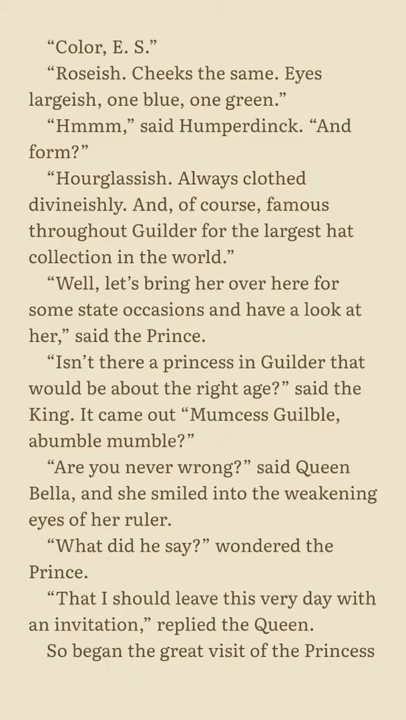 “Color, E. S.”
“Roseish. Cheeks the same. Eyes
largeish, one blue, one green.”
“Hmmm,” said Humperdinck. “And
form?”
“Hourglassish. Always clothed
divineishly. And, of course, famous
throughout Guilder for the largest hat
collection in the world.”
“Well, let’s bring her over here for
some state occasions and have a look at
her,” said the Prince.
“Isn’t there a princess in Guilder that
would be about the right age?” said the
King. It came out “Mumcess Guilble,
abumble mumble?”
“Are you never wrong?” said Queen
Bella, and she smiled into the weakening
eyes of her ruler.
“What did he say?” wondered the
Prince.
“That I should leave this very day with
an invitation,” replied the Queen.
So began the great visit of the Princess